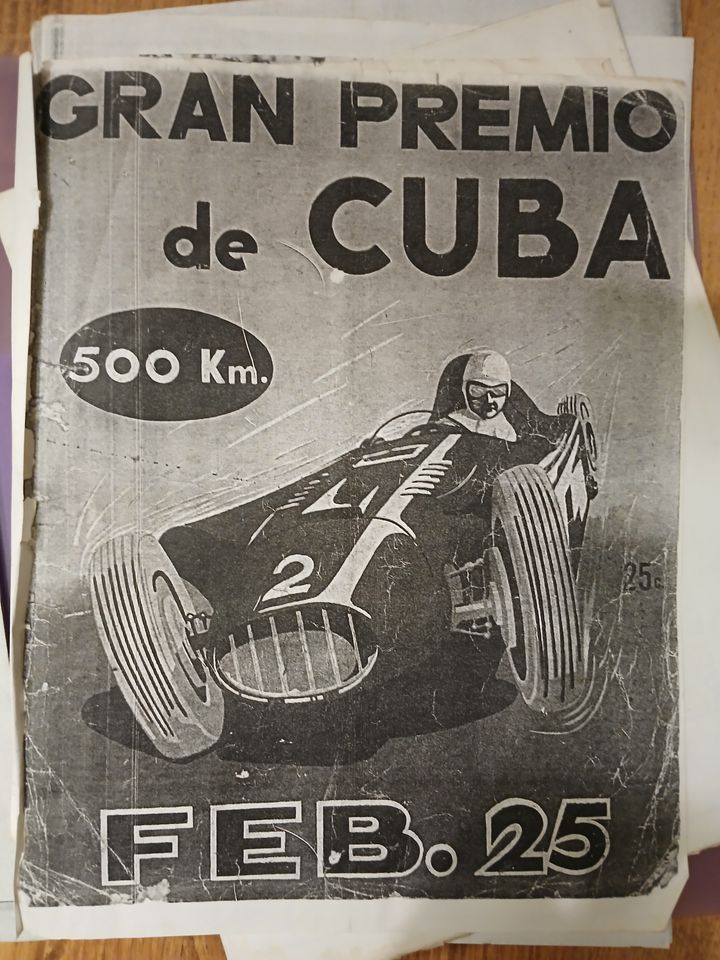 GRAN PREMIO
de CUBA
500 Km.
2
25c.
FEB. 25